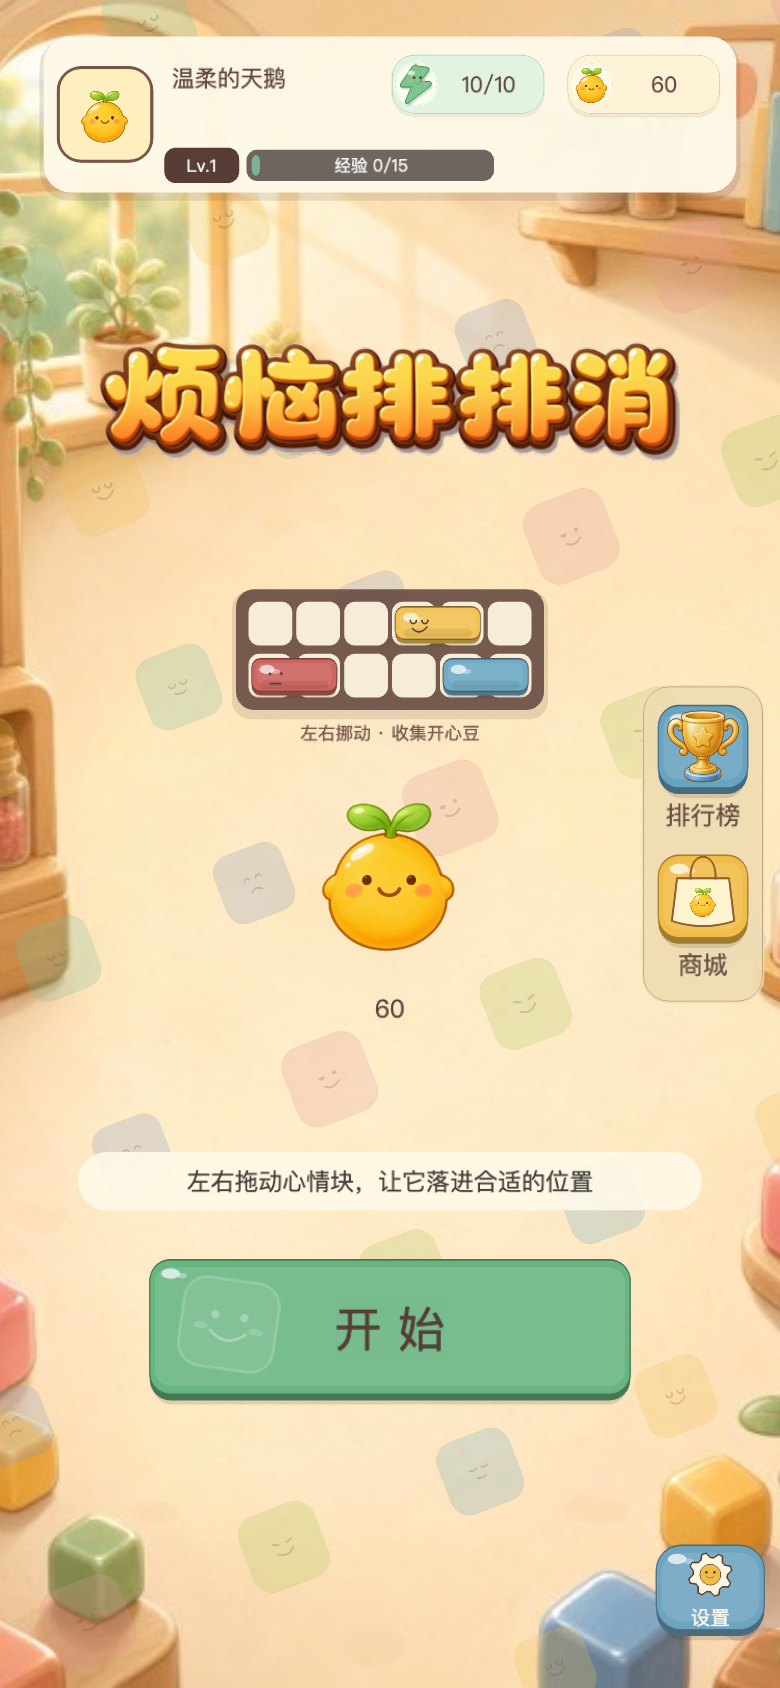 温柔的天鹅
10/10
60
Lv.1
经验 0/15
烦恼排排消
左右挪动 · 收集开心豆
排行榜
商城
60
左右拖动心情块，让它落进合适的位置
开始
设置